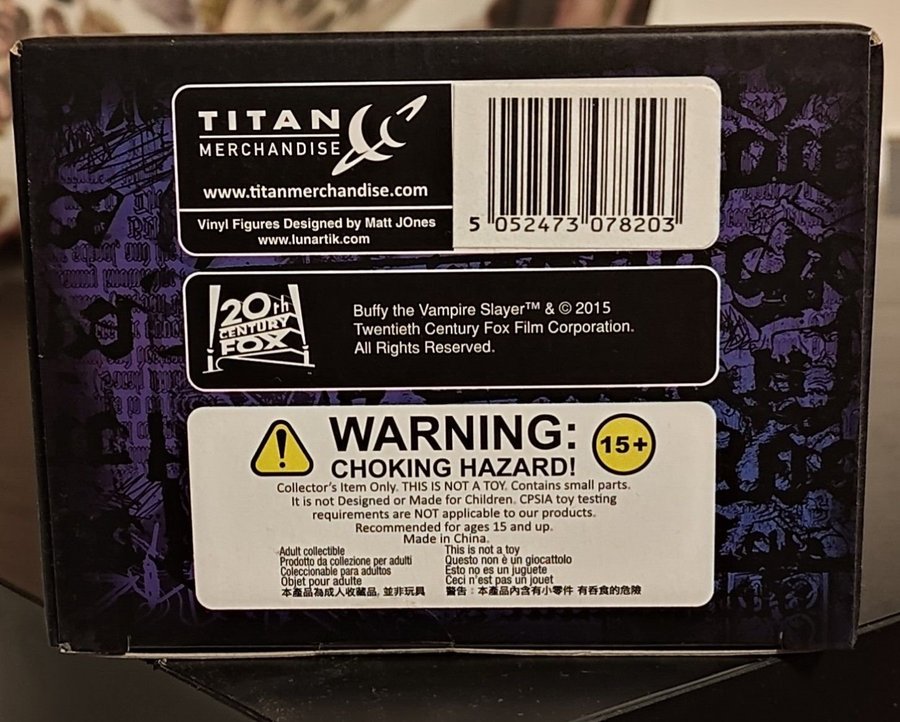 TITAN
MERCHANDISE
www.titanmerchandise.com
Vinyl Figures Designed by Matt JOnes
www.lunartik.com
5 052473 078203
20th
CENTURY
FOX
Buffy the Vampire Slayer™ & © 2015
Twentieth Century Fox Film Corporation.
All Rights Reserved.
WARNING:
CHOKING HAZARD!
15+
Collector's Item Only. THIS IS NOT A TOY. Contains small parts.
It is not Designed or Made for Children. CPSIA toy testing
requirements are NOT applicable to our products.
Recommended for ages 15 and up.
Made in China.
Adult collectible
Prodotto da collezione per adulti
Coleccionable para adultos
Objet pour adulte
本產品為成人收藏品, 並非玩具
This is not a toy
Questo non è un giocattolo
Esto no es un juguete
Ceci n'est pas un jouet
警告：本產品內含有小零件 有吞食的危險